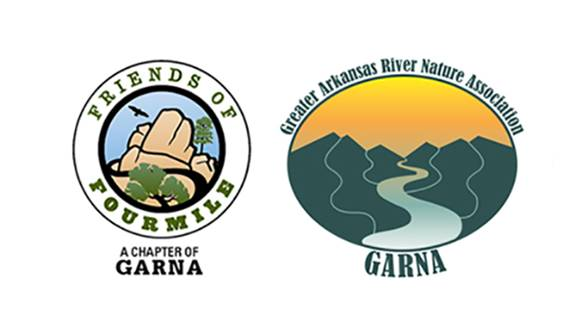 FRIENDS OF
FOURMILE
A CHAPTER OF
GARNA
Greater Arkansas River Nature Association
GARNA